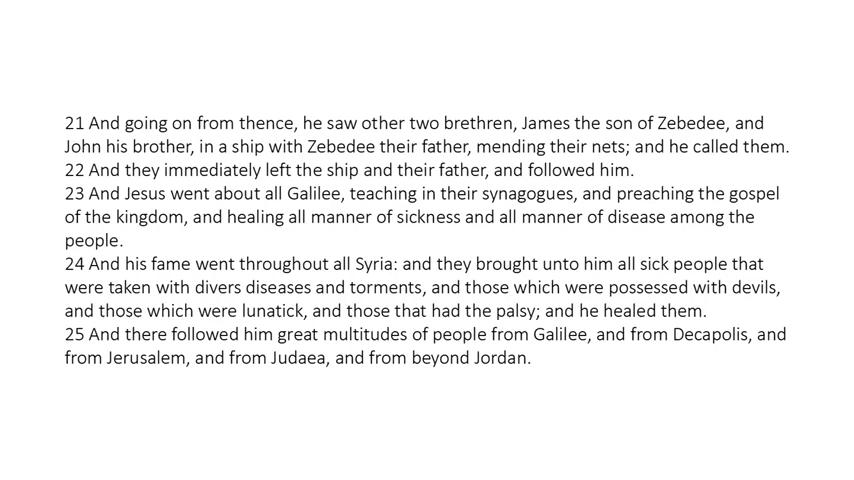 21 And going on from thence, he saw other two brethren, James the son of Zebedee, and
John his brother, in a ship with Zebedee their father, mending their nets; and he called them.
22 And they immediately left the ship and their father, and followed him.
23 And Jesus went about all Galilee, teaching in their synagogues, and preaching the gospel
of the kingdom, and healing all manner of sickness and all manner of disease among the
people.
24 And his fame went throughout all Syria: and they brought unto him all sick people that
were taken with divers diseases and torments, and those which were possessed with devils,
and those which were lunatick, and those that had the palsy; and he healed them.
25 And there followed him great multitudes of people from Galilee, and from Decapolis, and
from Jerusalem, and from Judaea, and from beyond Jordan.